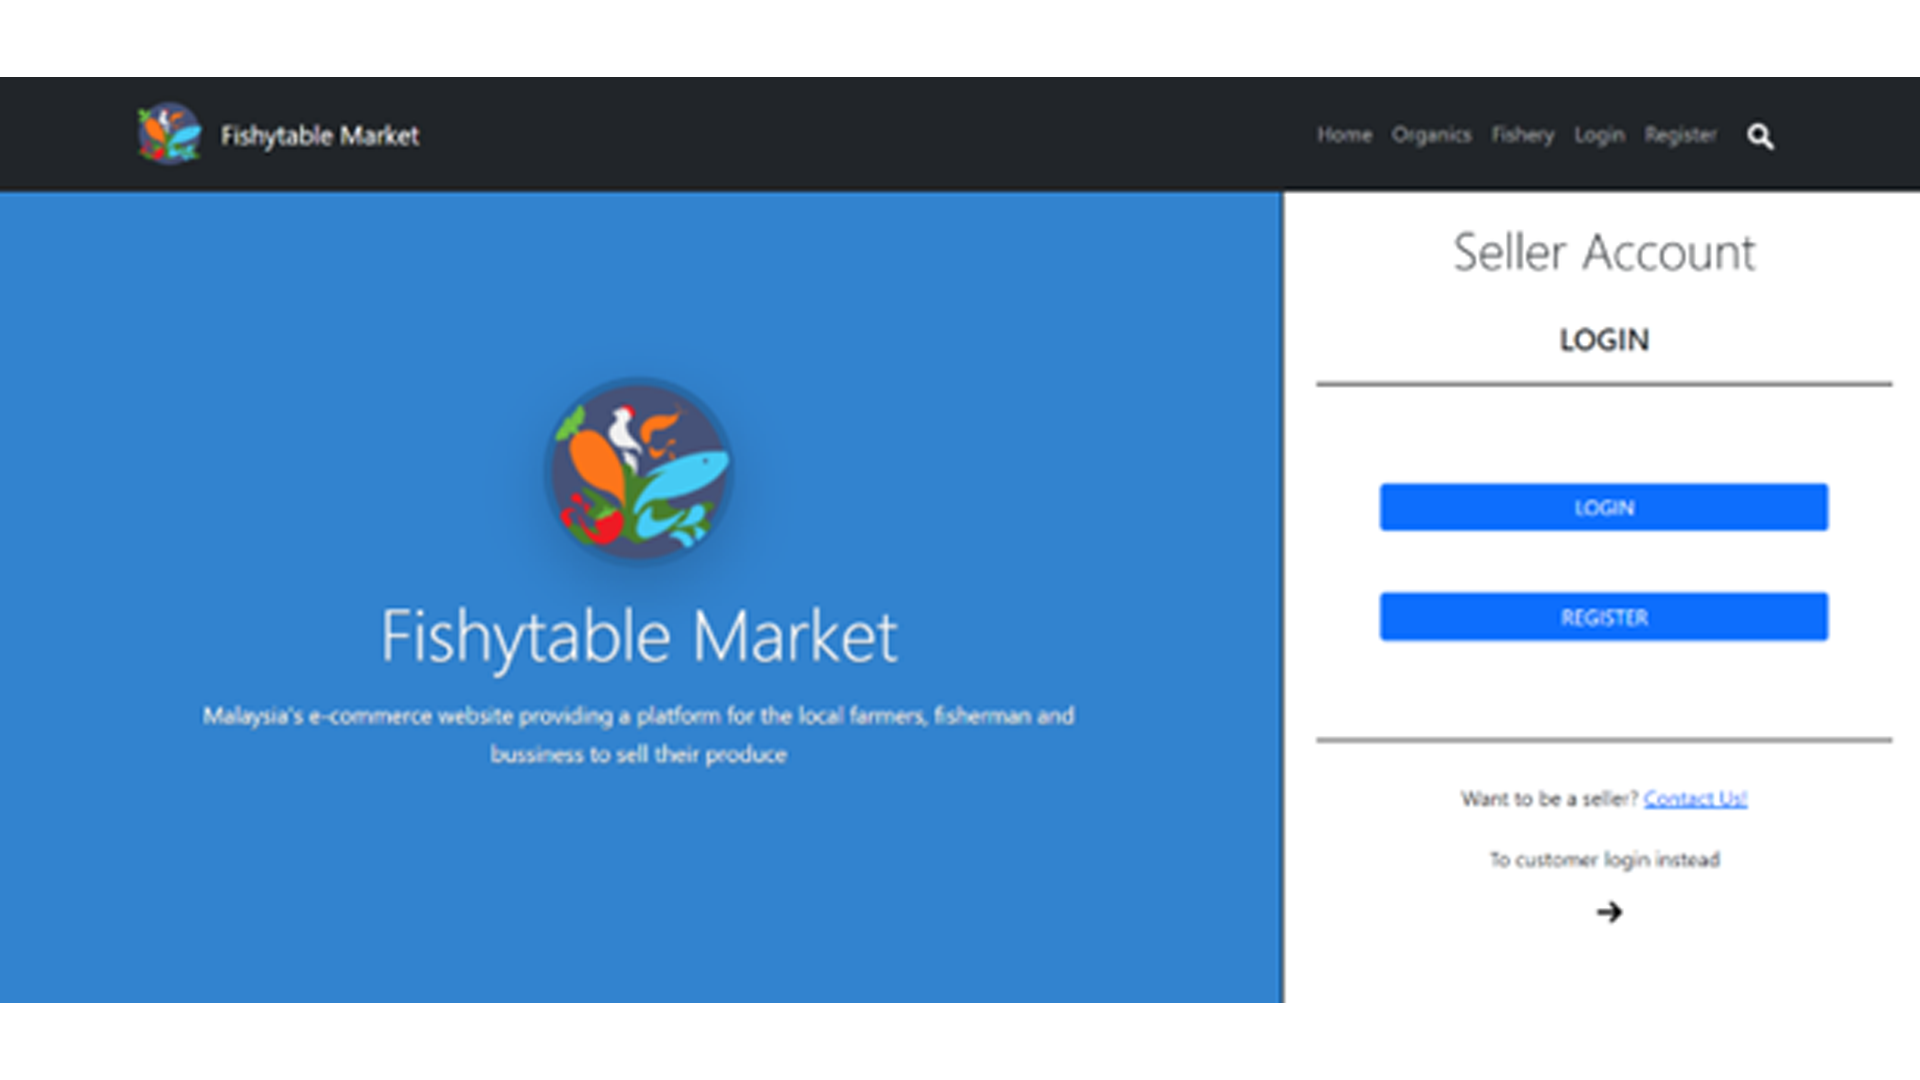 Fishytable Market
Home Organics Fishery Login Register
Fishytable Market
Malaysia's e-commerce website providing a platform for the local farmers, fisherman and
bussiness to sell their produce
Seller Account
LOGIN
LOGIN
REGISTER
Want to be a seller? Contact Us!
To customer login instead